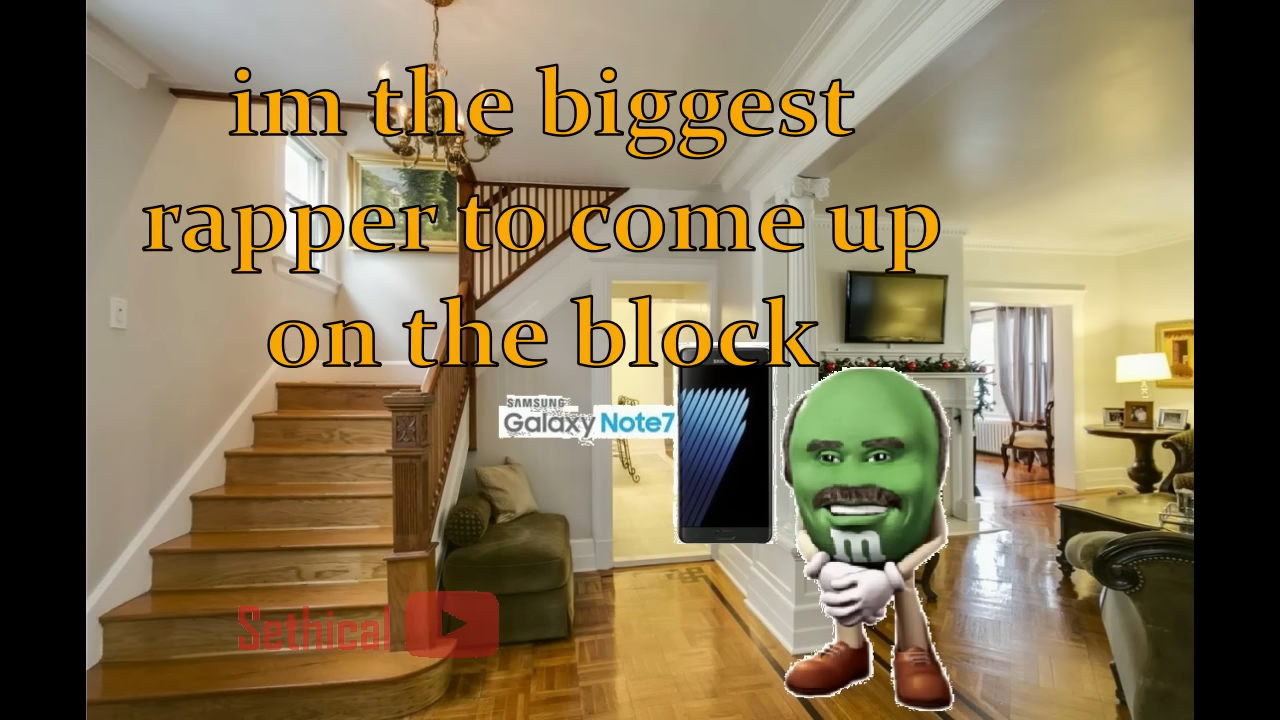 im the biggest
rapper to come up
on the block
SAMSUNG
Galaxy Note7
m
Sethical